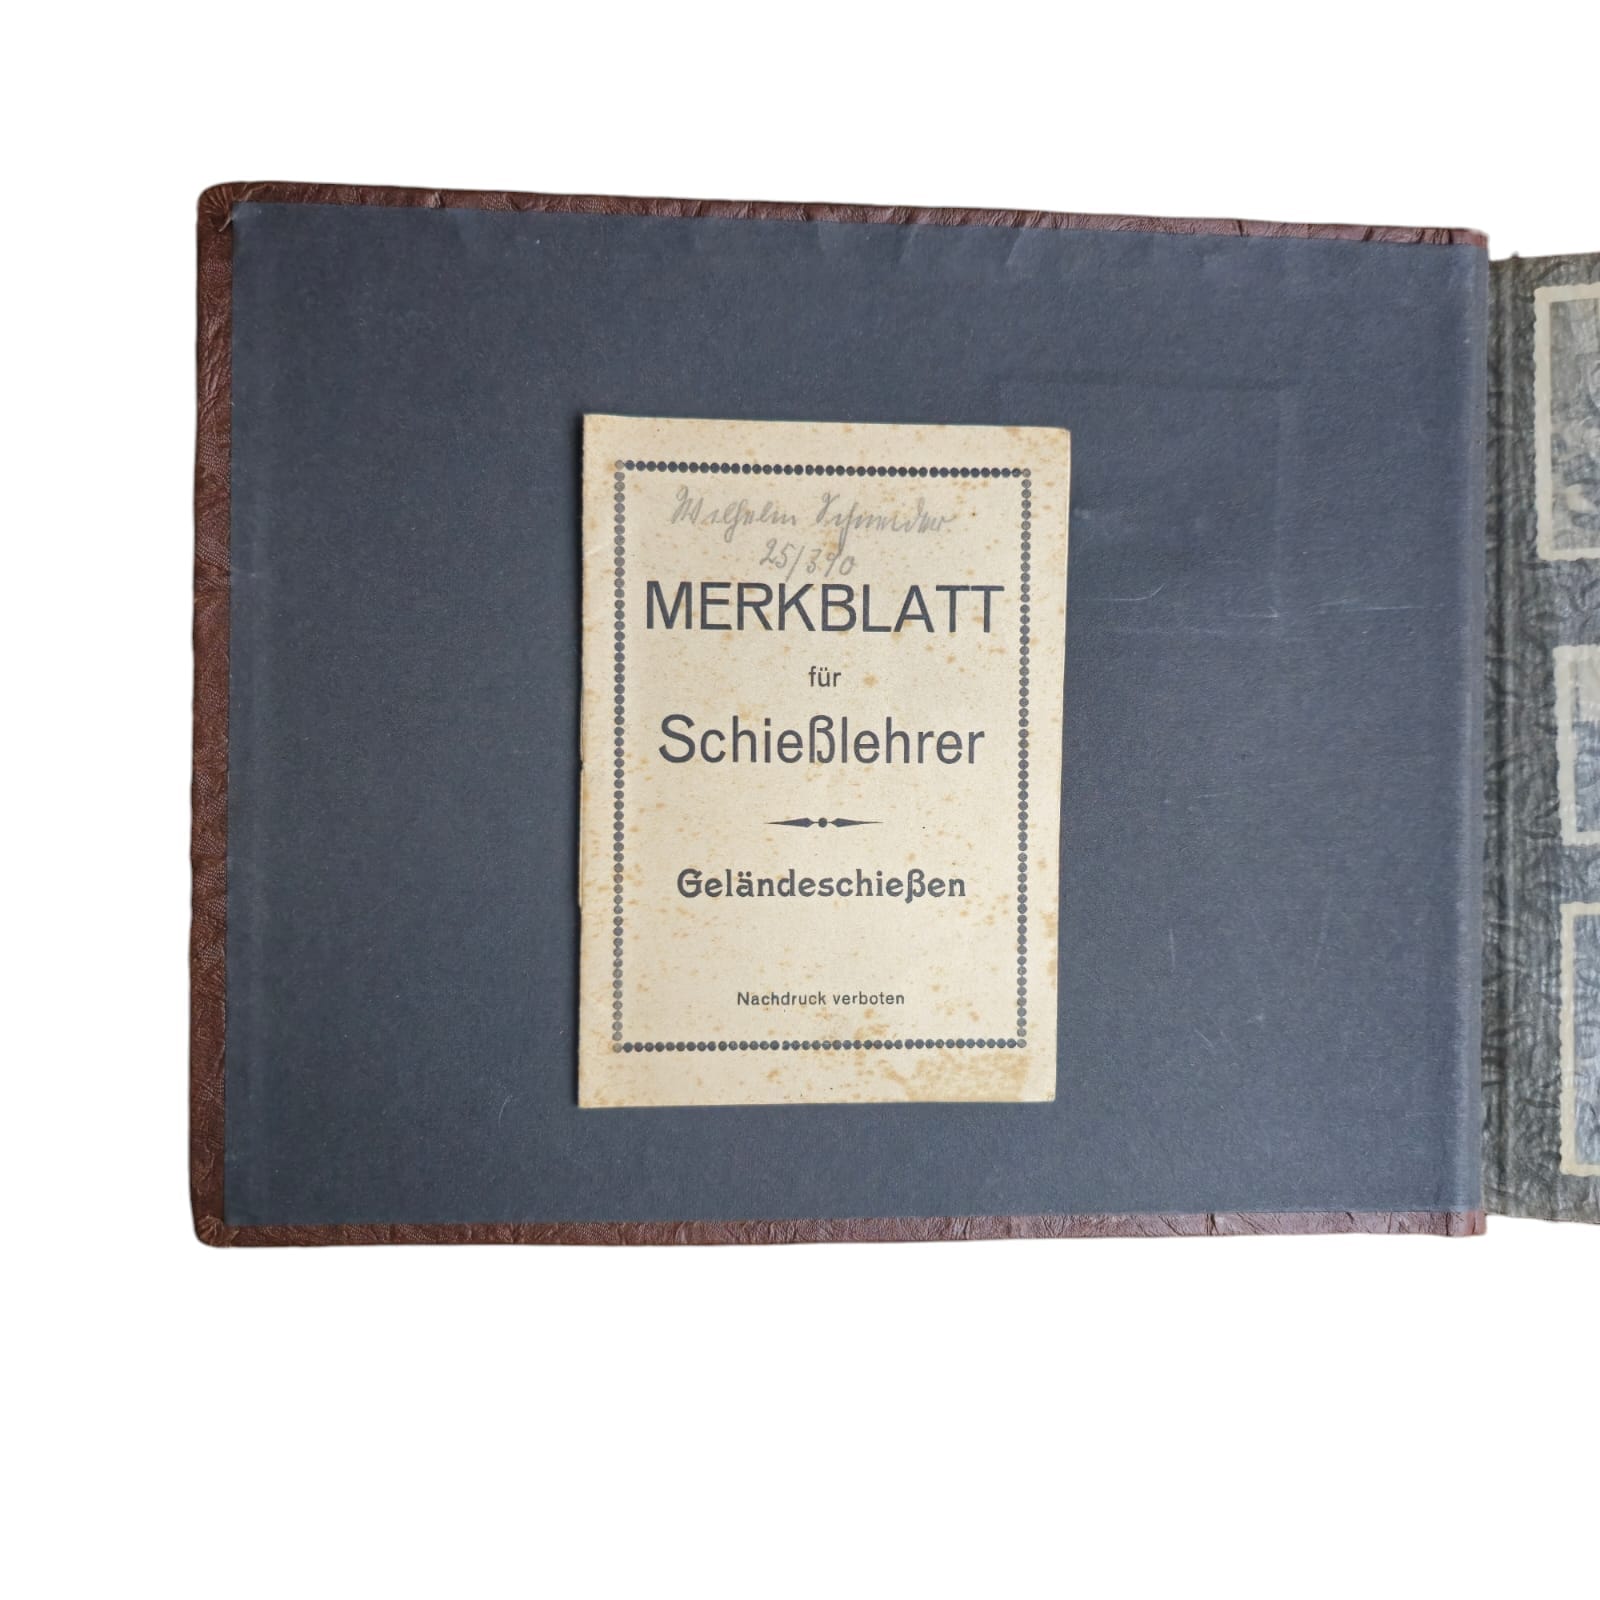 Wilhelm Schneider
25/390
MERKBLATT
für
Schießlehrer
Geländeschießen
Nachdruck verboten